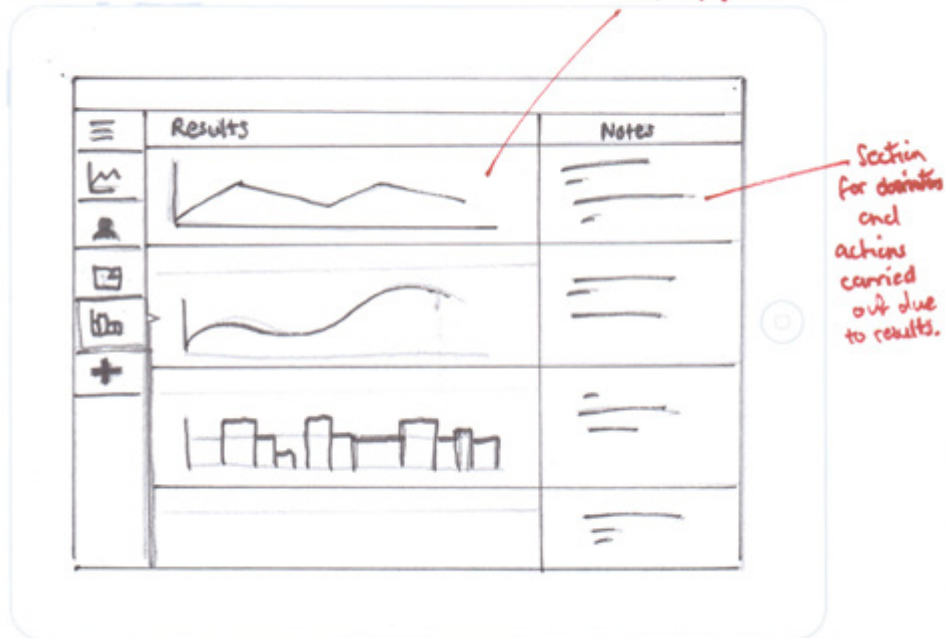 Results
Notes
Section
for
and
actions
carried
out due
to results.